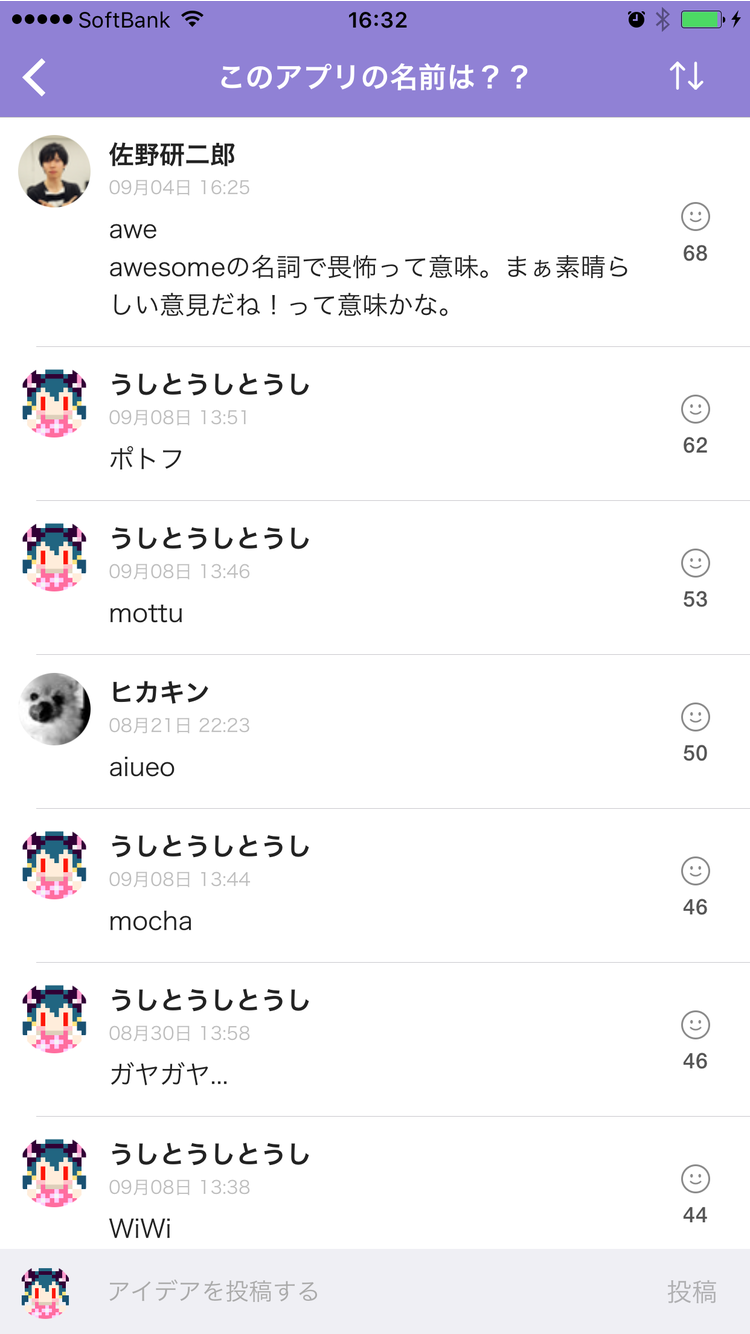 SoftBank 16:32
このアプリの名前は？？
佐野研二郎
09月04日 16:25
awe
awesomeの名詞で畏怖って意味。まぁ素晴ら
しい意見だね！って意味かな。
68
うしとうしとうし
09月08日 13:51
ポトフ
62
うしとうしとうし
09月08日 13:46
mottu
53
ヒカキン
08月21日 22:23
aiueo
50
うしとうしとうし
09月08日 13:44
mocha
46
うしとうしとうし
08月30日 13:58
ガヤガヤ...
46
うしとうしとうし
09月08日 13:38
WiWi
44
アイデアを投稿する 投稿